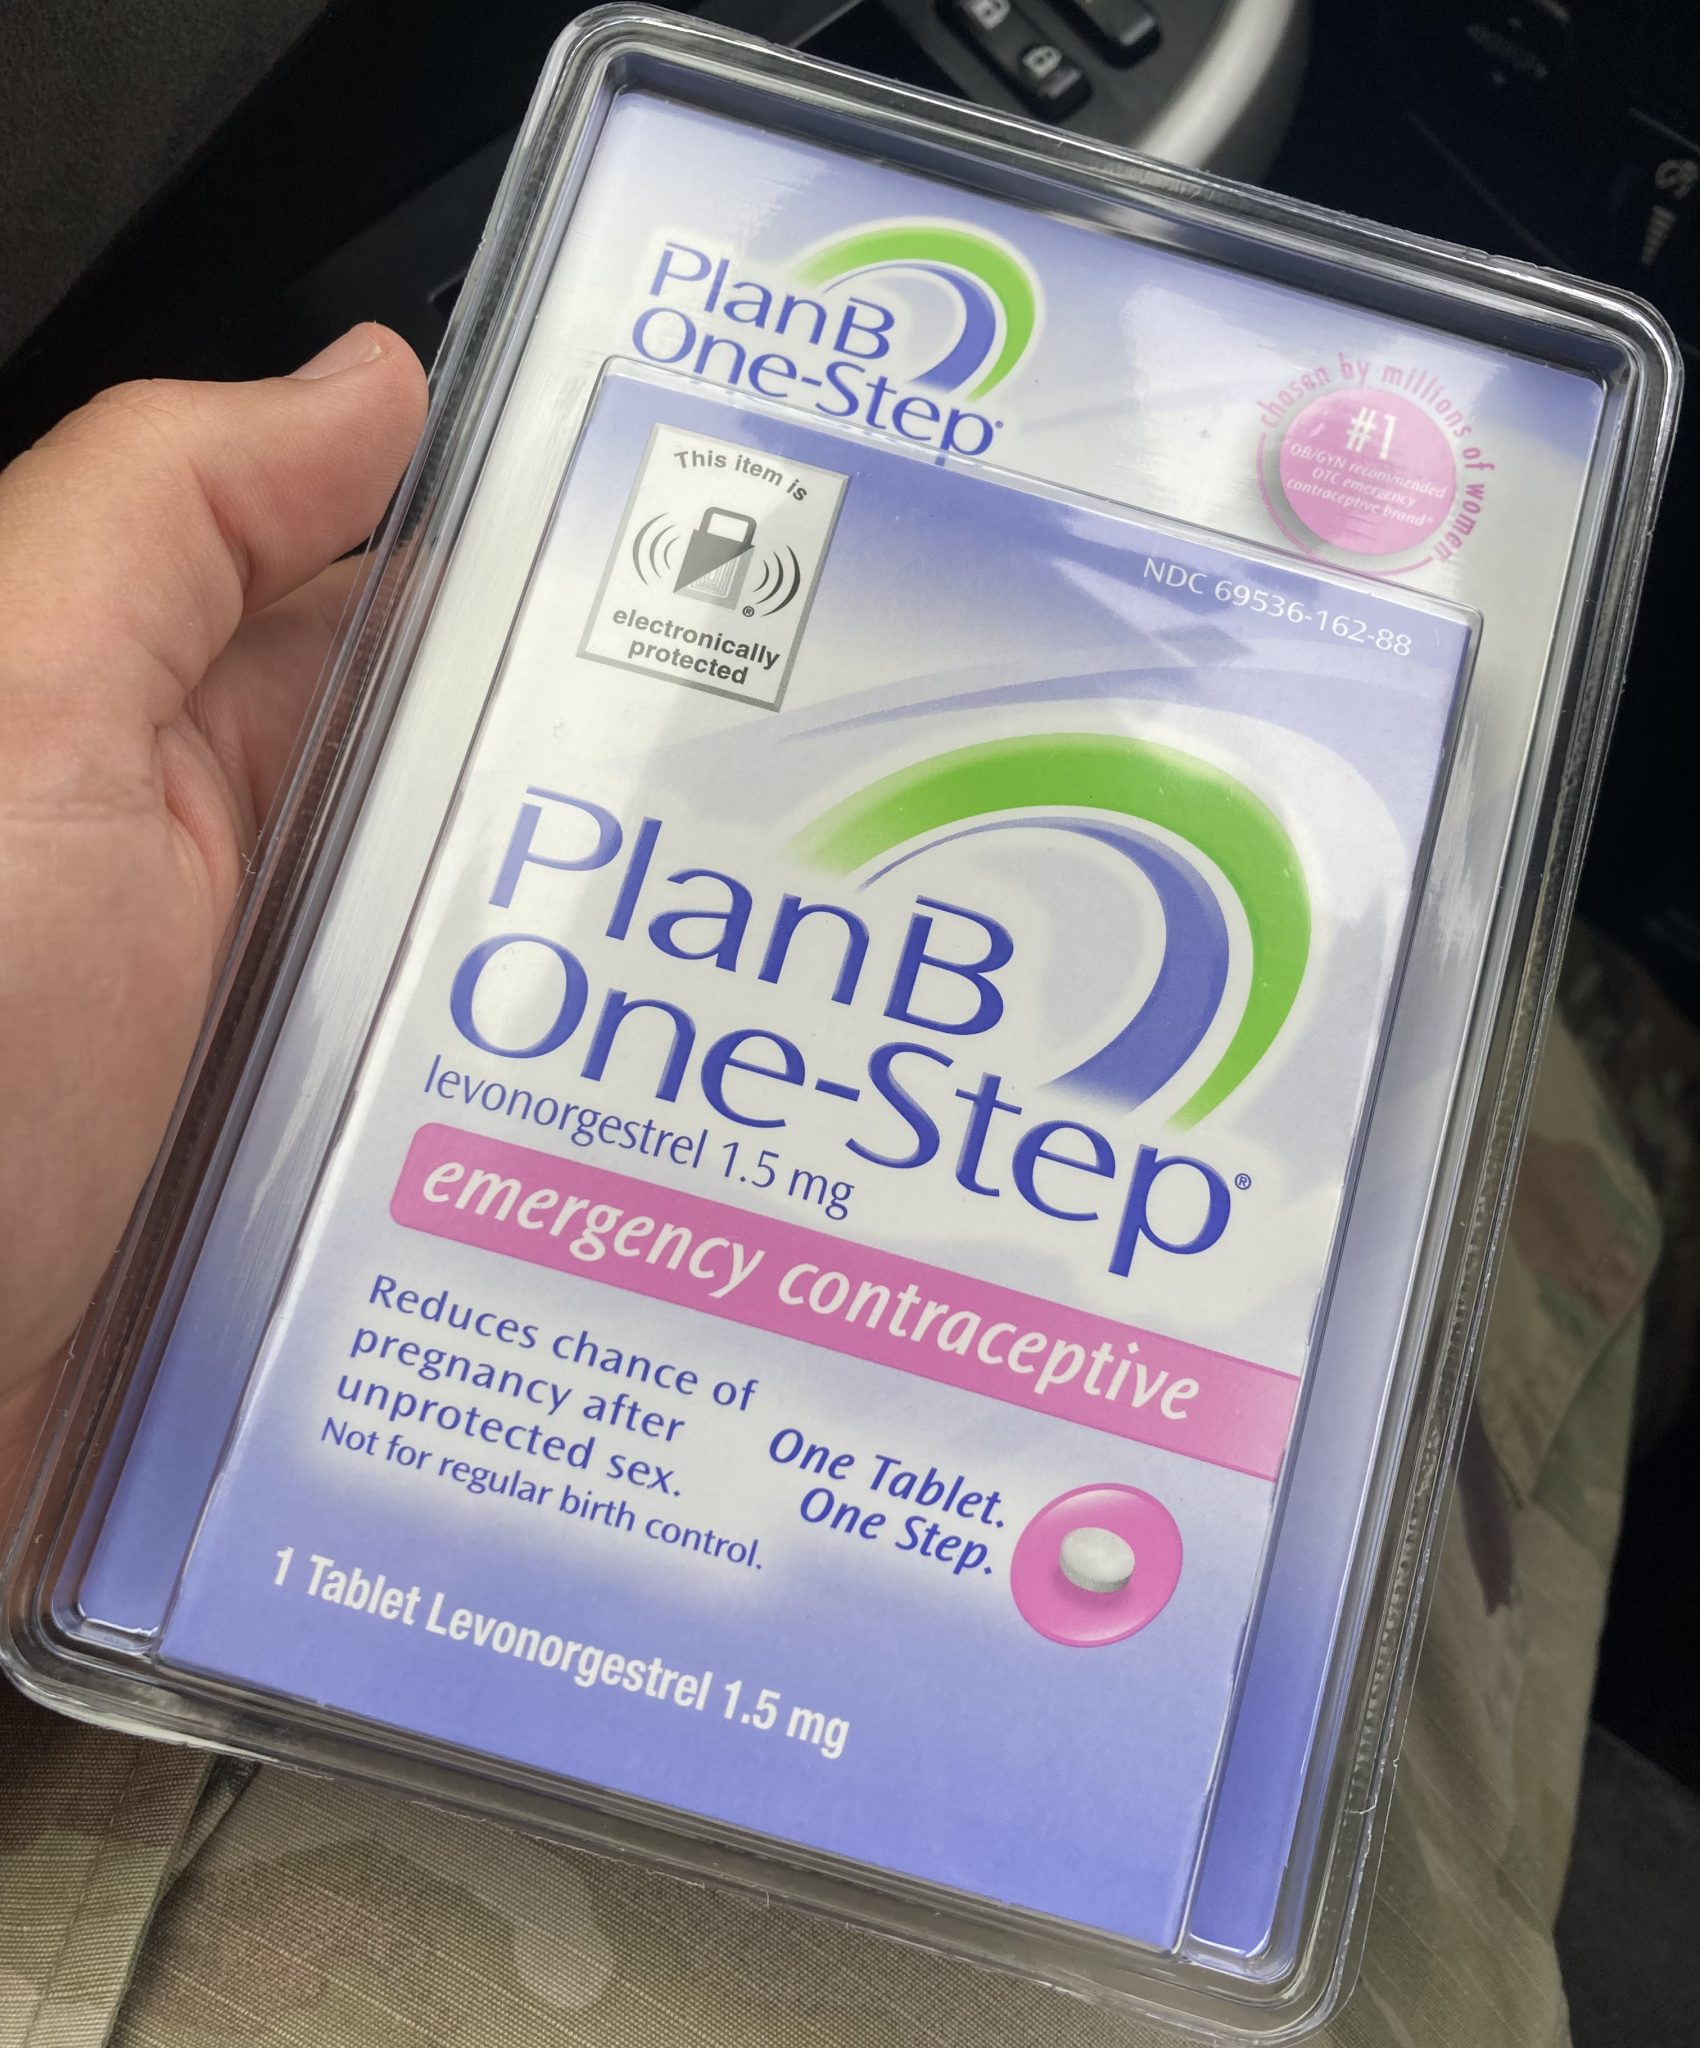 Plan B
One-Step®
chosen by millions of women
#1
OB/GYN recommended
OTC emergency
contraceptive brand*
This item is
®
electronically
protected
NDC 69536-162-88
Plan B
One-Step®
levonorgestrel 1.5 mg
emergency contraceptive
Reduces chance of
pregnancy after
unprotected sex.
Not for regular birth control.
One Tablet.
One Step.
1 Tablet Levonorgestrel 1.5 mg